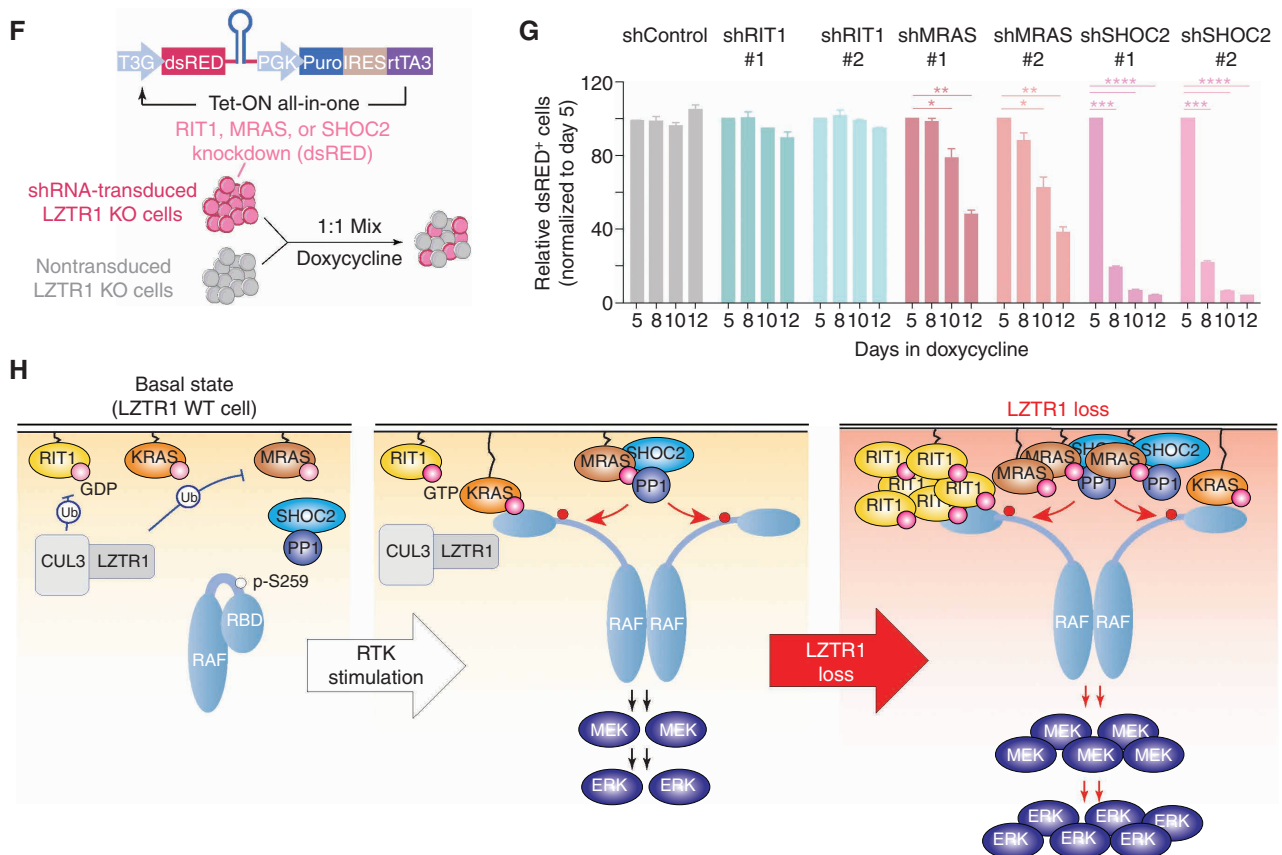 F
T3G dsRED PGK Puro IRES rtTA3
Tet-ON all-in-one
RIT1, MRAS, or SHOC2
knockdown (dsRED)
shRNA-transduced
LZTR1 KO cells
1:1 Mix
Doxycycline
Nontransduced
LZTR1 KO cells
G
shControl shRIT1 #1 shRIT1 #2 shMRAS #1 shMRAS #2 shSHOC2 #1 shSHOC2 #2
Relative dsRED⁺ cells
(normalized to day 5)
120
80
40
0
**
*
**
*
****
***
****
***
5 8 10 12 5 8 10 12 5 8 10 12 5 8 10 12 5 8 10 12 5 8 10 12 5 8 10 12
Days in doxycycline
H
Basal state
(LZTR1 WT cell)
RIT1 KRAS MRAS
GDP
Ub
Ub
SHOC2
PP1
CUL3 LZTR1
p-S259
RBD
RAF
RTK
stimulation
RIT1
GTP
KRAS
MRAS SHOC2
PP1
CUL3 LZTR1
RAF RAF
MEK MEK
ERK ERK
LZTR1
loss
LZTR1 loss
RIT1 RIT1
RIT1 RIT1
RIT1
MRAS MRAS SHOC2 MRAS SHOC2
PP1 PP1
KRAS
RAF RAF
MEK MEK
MEK MEK MEK
ERK ERK ERK
ERK ERK ERK